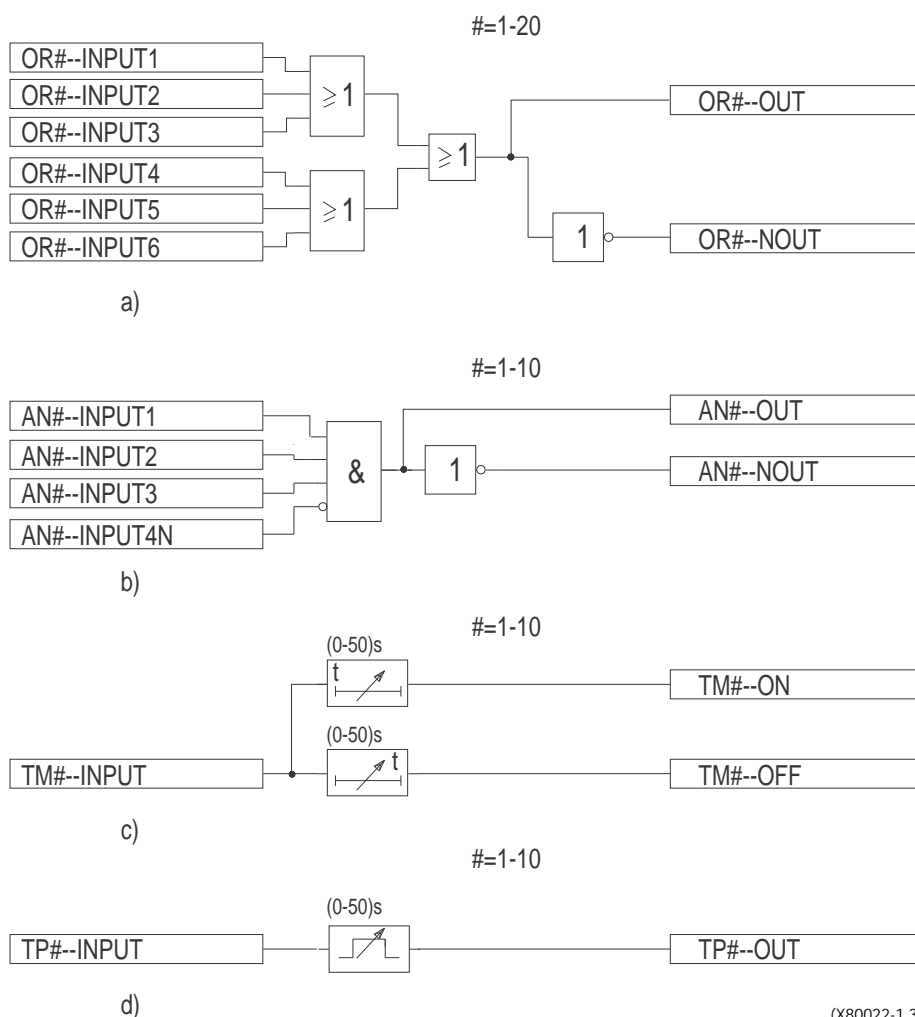 #=1-20
OR#--INPUT1
OR#--INPUT2
OR#--INPUT3
OR#--INPUT4
OR#--INPUT5
OR#--INPUT6
≥1
≥1
≥1
1
OR#--OUT
OR#--NOUT
a)
#=1-10
AN#--INPUT1
AN#--INPUT2
AN#--INPUT3
AN#--INPUT4N
&
1
AN#--OUT
AN#--NOUT
b)
#=1-10
(0-50)s
t
TM#--ON
(0-50)s
t
TM#--INPUT
TM#--OFF
c)
#=1-10
(0-50)s
TP#--INPUT
TP#--OUT
d)
(X80022-1.3